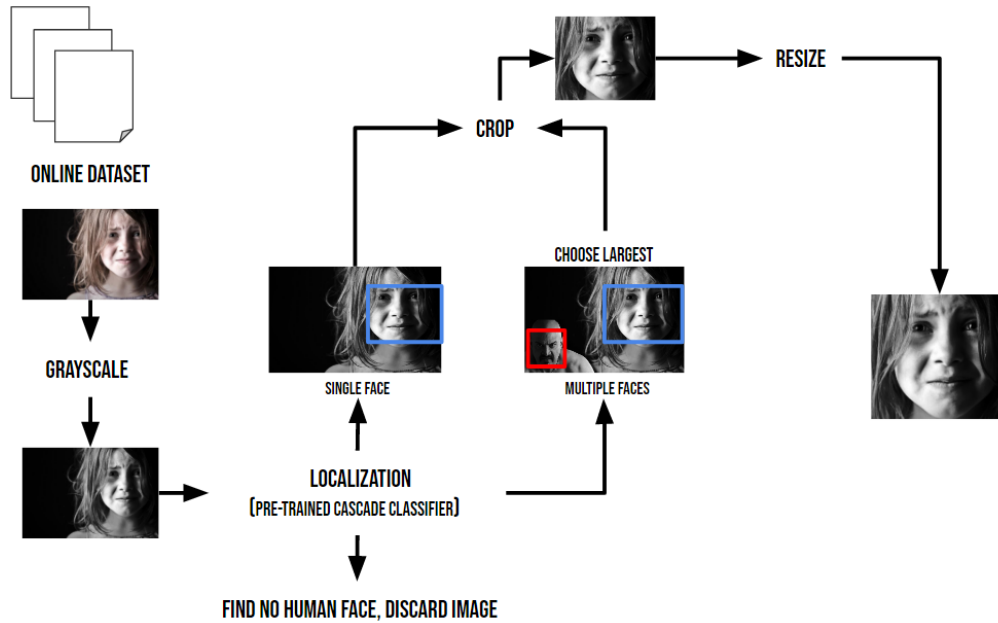 ONLINE DATASET
GRAYSCALE
LOCALIZATION
(PRE-TRAINED CASCADE CLASSIFIER)
FIND NO HUMAN FACE, DISCARD IMAGE
SINGLE FACE
CHOOSE LARGEST
MULTIPLE FACES
CROP
RESIZE